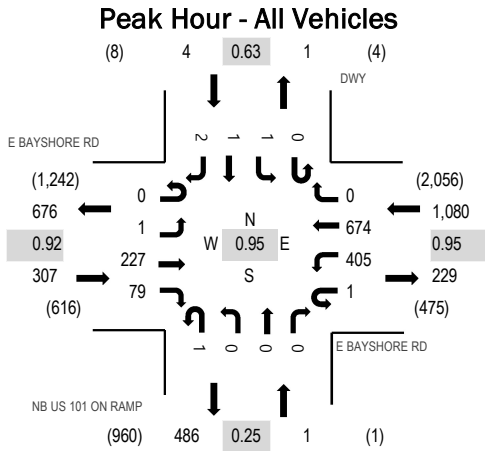 Peak Hour - All Vehicles
(8) 4 0.63 1 (4)
DWY
2 1 1 0
E BAYSHORE RD
(1,242) 0 0 (2,056)
676 1 N 674 1,080
0.92 W 0.95 E 0.95
307 227 S 405 229
(616) 79 1 (475)
1 0 0 0
E BAYSHORE RD
NB US 101 ON RAMP
(960) 486 0.25 1 (1)